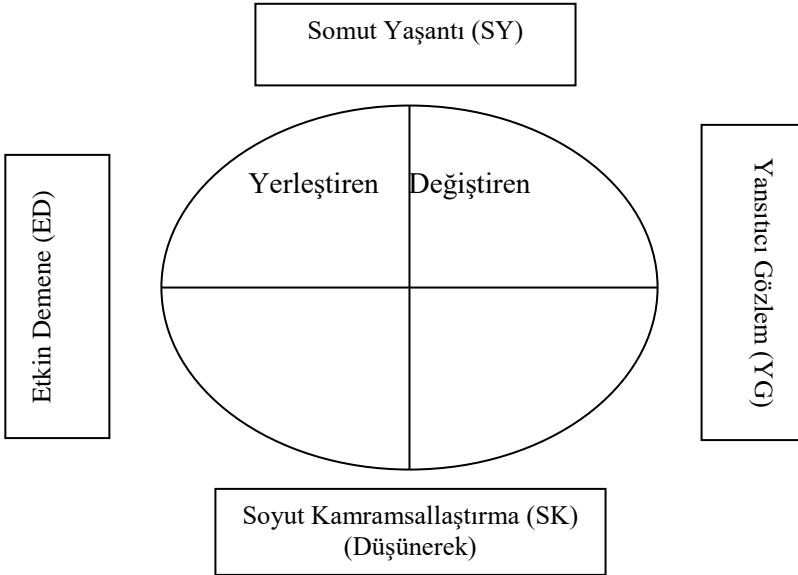 Somut Yaşantı (SY)
Yerleştiren
Değiştiren
Etkin Demene (ED)
Yansıtıcı Gözlem (YG)
Soyut Kamramsallaştırma (SK)
(Düşünerek)